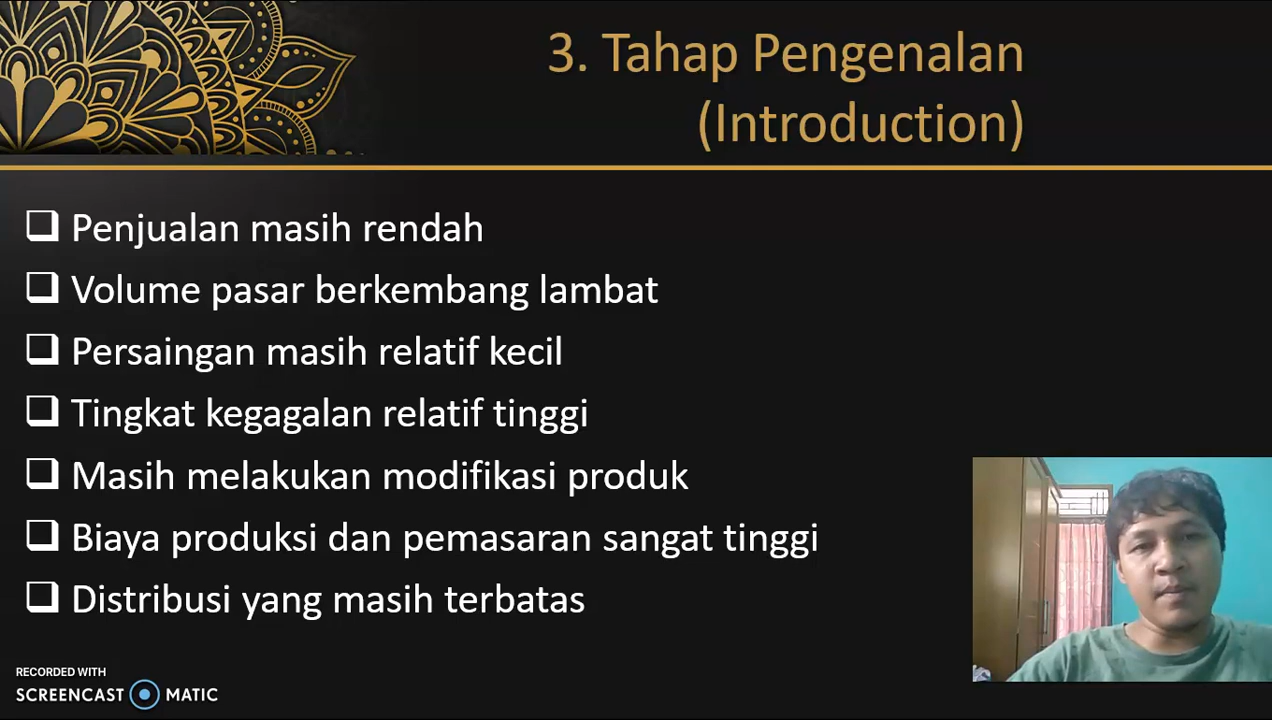 3. Tahap Pengenalan
(Introduction)
Penjualan masih rendah
Volume pasar berkembang lambat
Persaingan masih relatif kecil
Tingkat kegagalan relatif tinggi
Masih melakukan modifikasi produk
Biaya produksi dan pemasaran sangat tinggi
Distribusi yang masih terbatas
RECORDED WITH
SCREENCAST MATIC